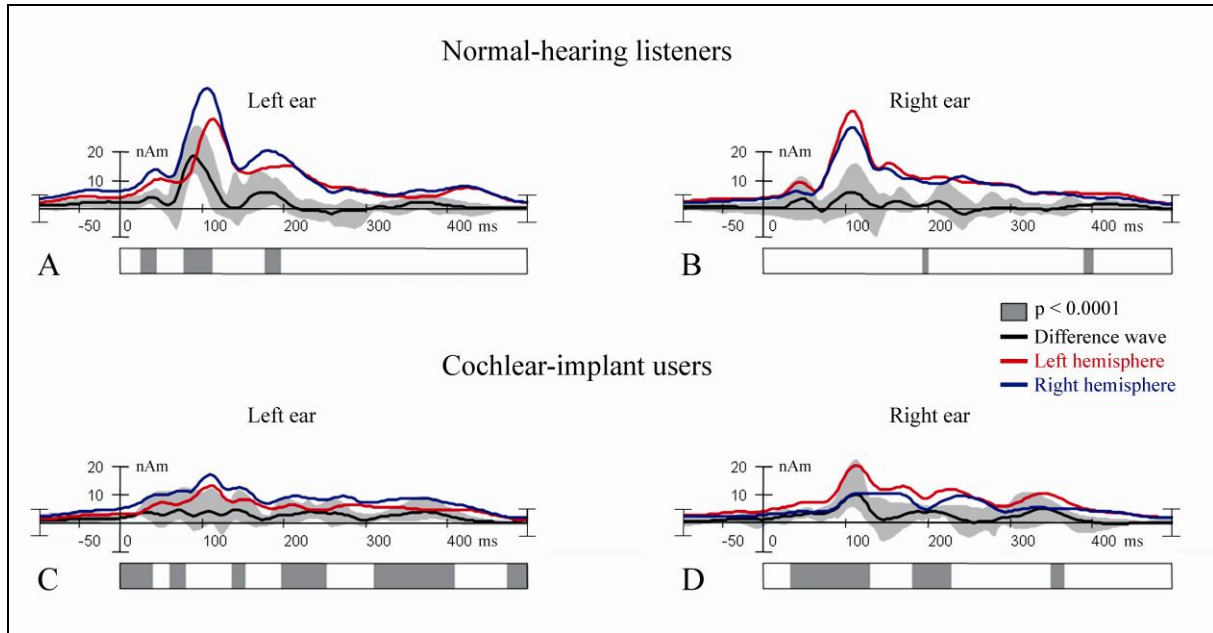 Normal-hearing listeners
Left ear
Right ear
20 nAm
10
-50 0 100 200 300 400 ms
A
20 nAm
10
-50 0 100 200 300 400 ms
B
p < 0.0001
Difference wave
Left hemisphere
Right hemisphere
Cochlear-implant users
Left ear
Right ear
20 nAm
10
-50 0 100 200 300 400 ms
C
20 nAm
10
-50 0 100 200 300 400 ms
D